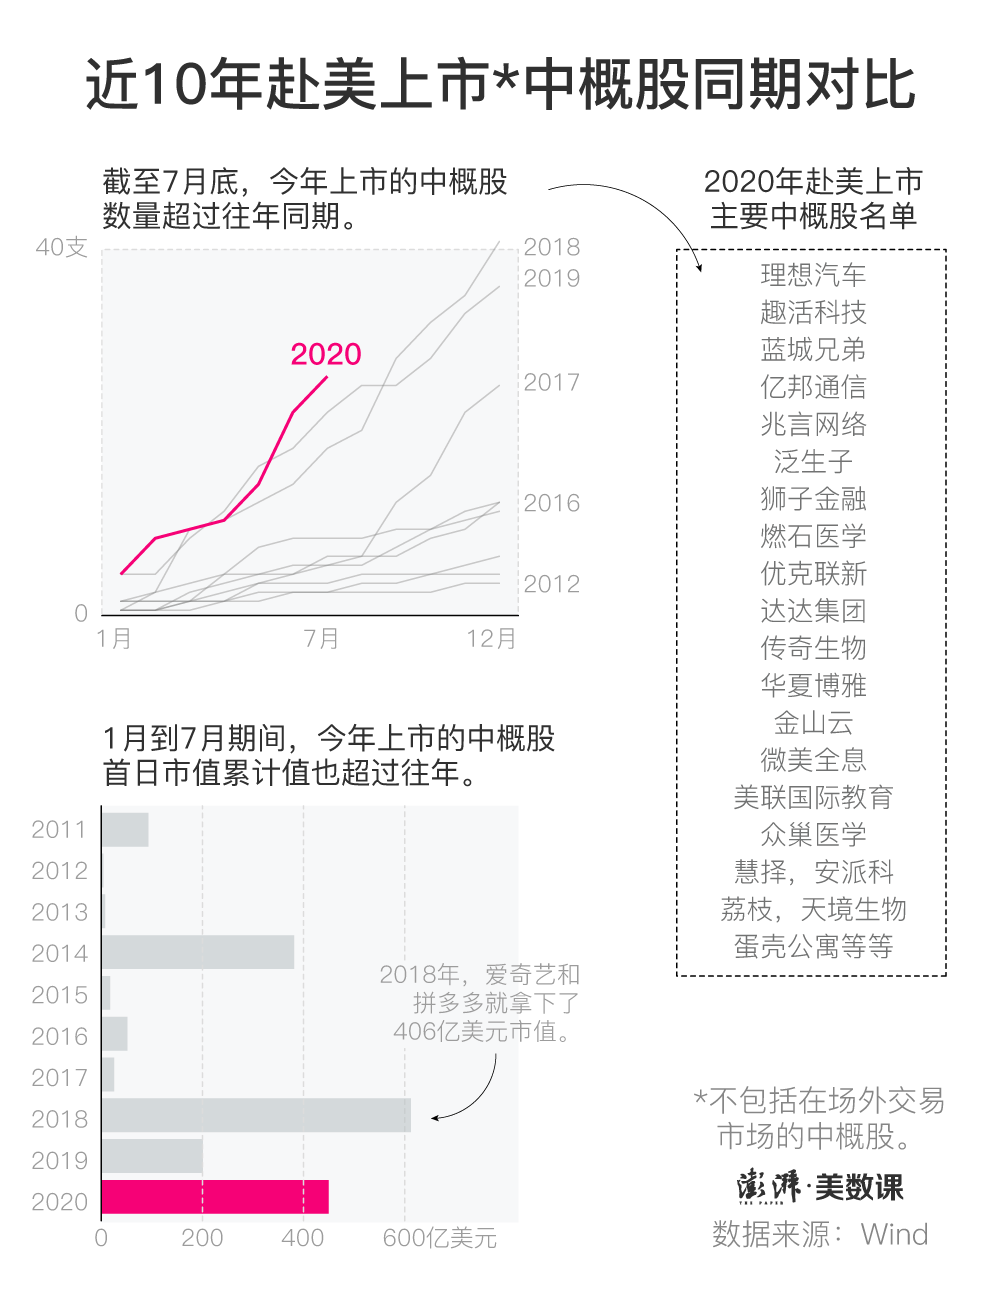 近10年赴美上市*中概股同期对比
截至7月底，今年上市的中概股
数量超过往年同期。
40支
0
1月
7月
12月
2018
2019
2020
2017
2016
2012
2020年赴美上市
主要中概股名单
理想汽车
趣活科技
蓝城兄弟
亿邦通信
兆言网络
泛生子
狮子金融
燃石医学
优克联新
达达集团
传奇生物
华夏博雅
金山云
微美全息
美联国际教育
众巢医学
慧择，安派科
荔枝，天境生物
蛋壳公寓等等
1月到7月期间，今年上市的中概股
首日市值累计值也超过往年。
2011
2012
2013
2014
2015
2016
2017
2018
2019
2020
0
200
400
600亿美元
2018年，爱奇艺和
拼多多就拿下了
406亿美元市值。
*不包括在场外交易
市场的中概股。
澎湃·美数课
THE PAPER
数据来源：Wind